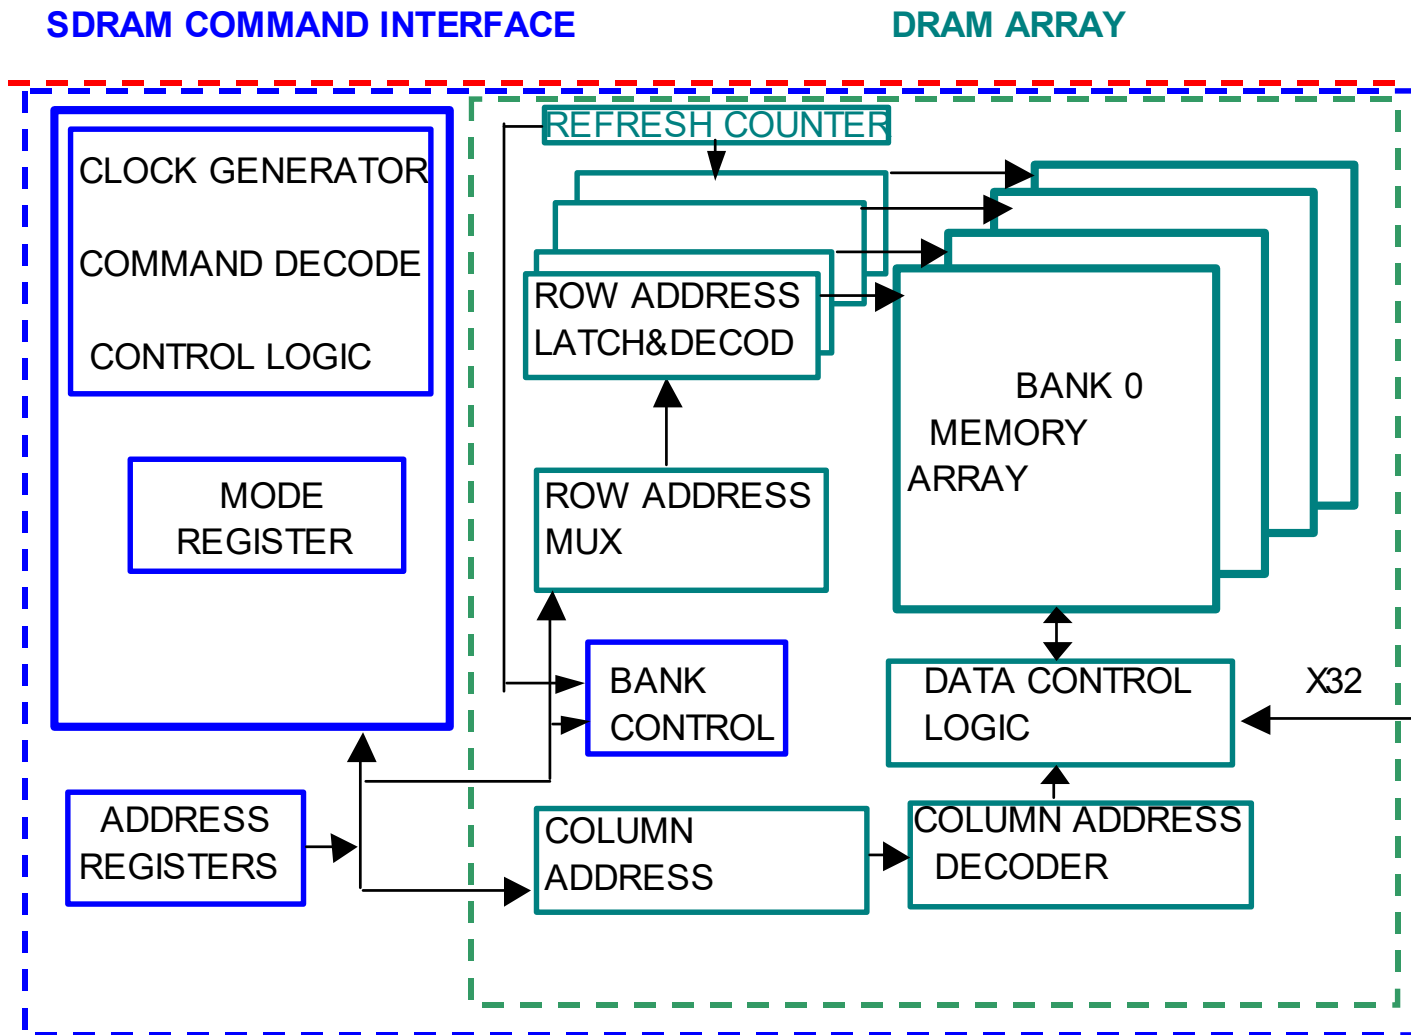 SDRAM COMMAND INTERFACE
DRAM ARRAY
CLOCK GENERATOR
COMMAND DECODE
CONTROL LOGIC
MODE
REGISTER
ADDRESS
REGISTERS
REFRESH COUNTER
ROW ADDRESS
LATCH&DECOD
ROW ADDRESS
MUX
BANK
CONTROL
COLUMN
ADDRESS
BANK 0
MEMORY
ARRAY
DATA CONTROL
LOGIC
X32
COLUMN ADDRESS
DECODER